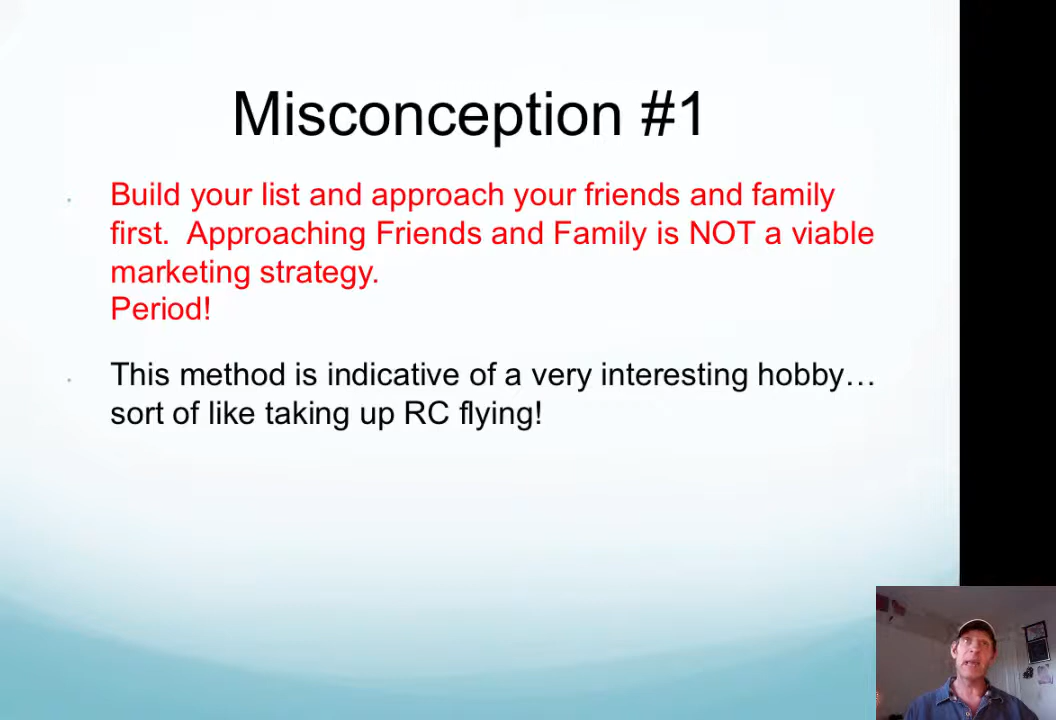 Misconception #1
Build your list and approach your friends and family
first.  Approaching Friends and Family is NOT a viable
marketing strategy.
Period!
This method is indicative of a very interesting hobby…
sort of like taking up RC flying!